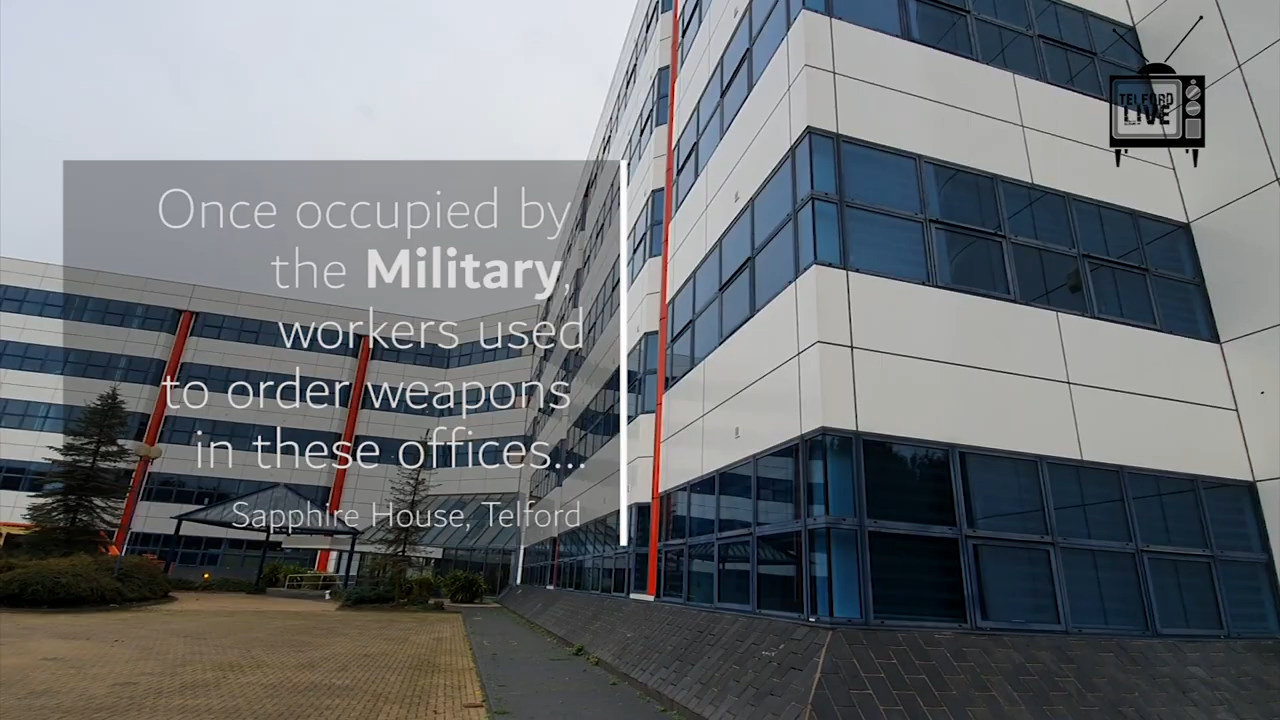 Once occupied by
the Military,
workers used
to order weapons
in these offices...
Sapphire House, Telford
TELFORD
LIVE